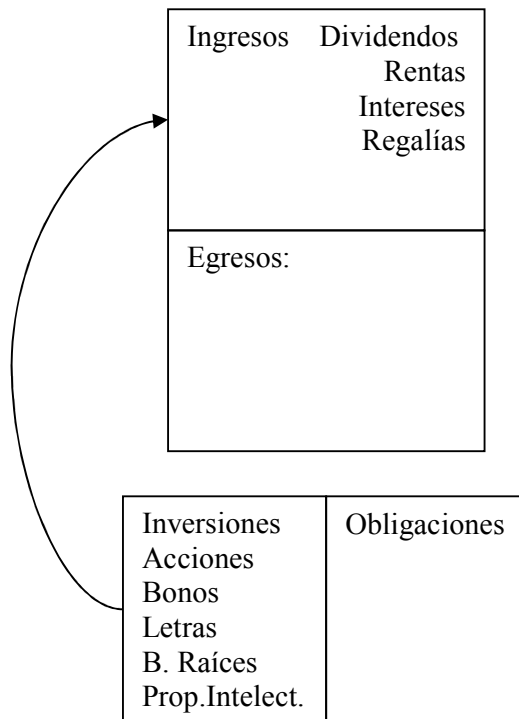 Ingresos Dividendos
Rentas
Intereses
Regalías
Egresos:
Inversiones
Acciones
Bonos
Letras
B. Raíces
Prop.Intelect.
Obligaciones